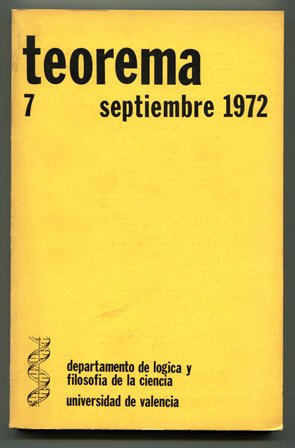 teorema
7 septiembre 1972
departamento de logica y
filosofia de la ciencia
universidad de valencia